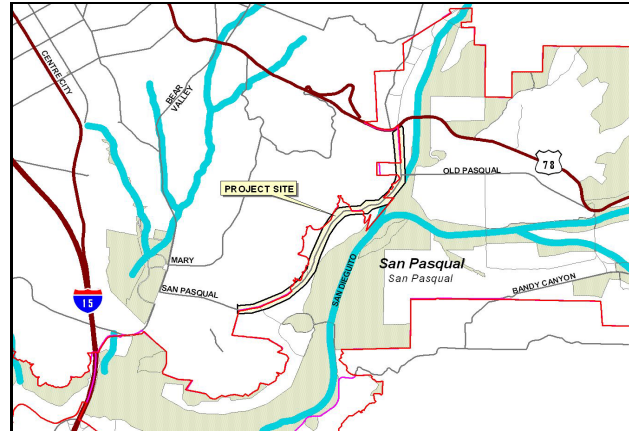 CENTRE CITY
BEAR
VALLEY
78
OLD PASQUAL
PROJECT SITE
MARY
San Pasqual
San Pasqual
SAN DIEGUITO
BANDY CANYON
SAN PASQUAL
15